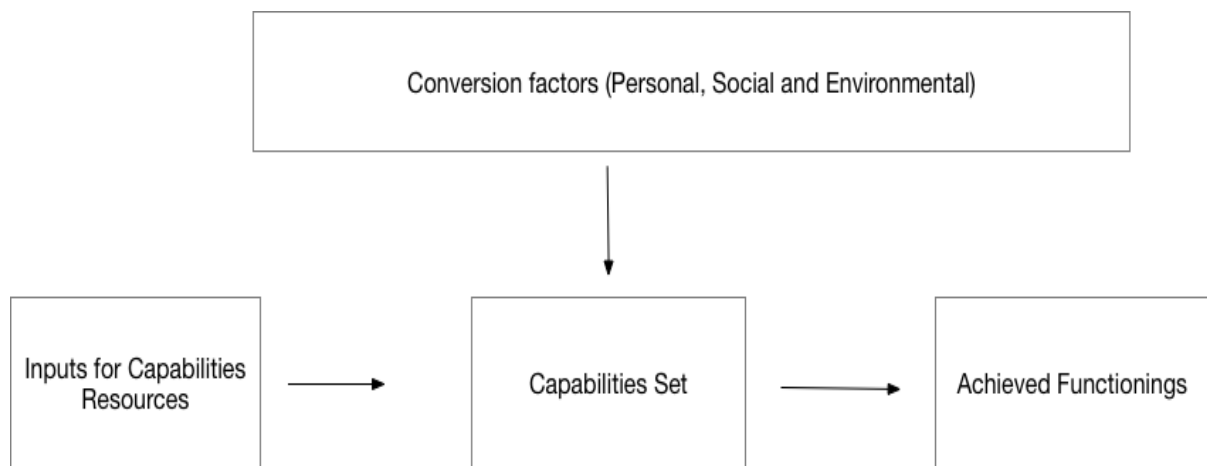 Conversion factors (Personal, Social and Environmental)
Inputs for Capabilities
Resources
Capabilities Set
Achieved Functionings